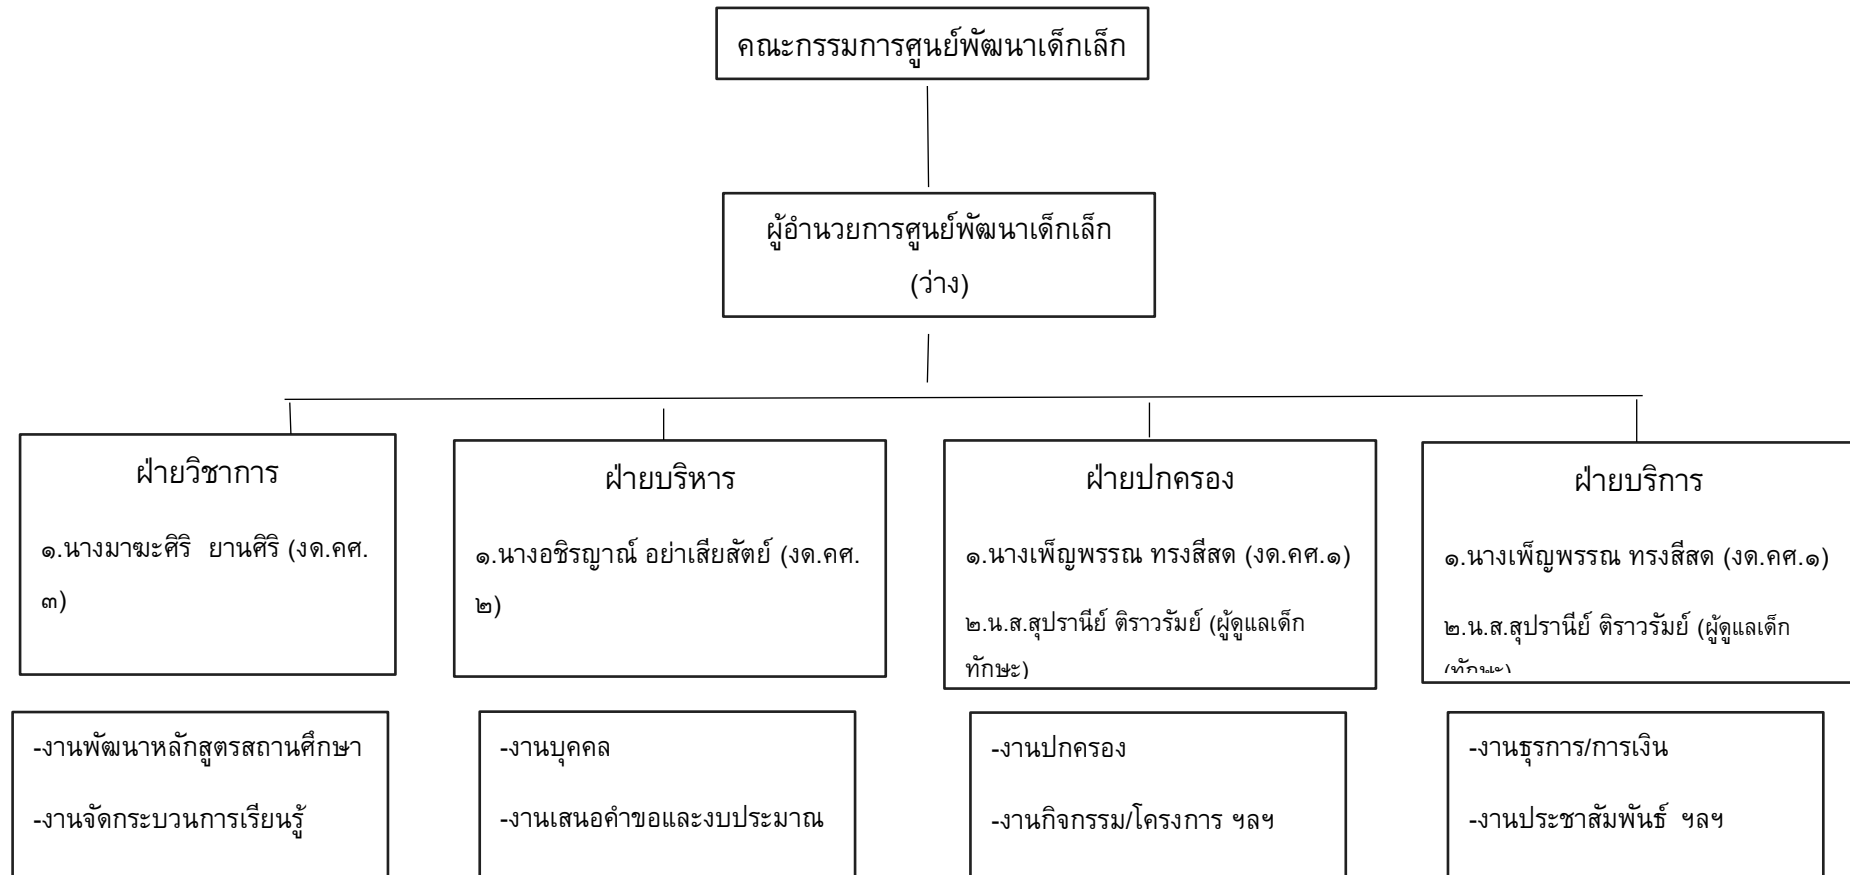 คณะกรรมการศูนย์พัฒนาเด็กเล็ก
ผู้อำนวยการศูนย์พัฒนาเด็กเล็ก
(ว่าง)
ฝ่ายวิชาการ
๑.นางมาฆะศิริ ยานศิริ (งด.คศ.
๓)
ฝ่ายบริหาร
๑.นางอชิรญาณ์ อย่าเสียสัตย์ (งด.คศ.
๒)
ฝ่ายปกครอง
๑.นางเพ็ญพรรณ ทรงสีสด (งด.คศ.๑)
๒.น.ส.สุปรานีย์ ติราวรัมย์ (ผู้ดูแลเด็ก
ทักษะ)
ฝ่ายบริการ
๑.นางเพ็ญพรรณ ทรงสีสด (งด.คศ.๑)
๒.น.ส.สุปรานีย์ ติราวรัมย์ (ผู้ดูแลเด็ก
(ทักษะ)
-งานพัฒนาหลักสูตรสถานศึกษา
-งานจัดกระบวนการเรียนรู้
-งานบุคคล
-งานเสนอคำขอและงบประมาณ
-งานปกครอง
-งานกิจกรรม/โครงการ ฯลฯ
-งานธุรการ/การเงิน
-งานประชาสัมพันธ์ ฯลฯ